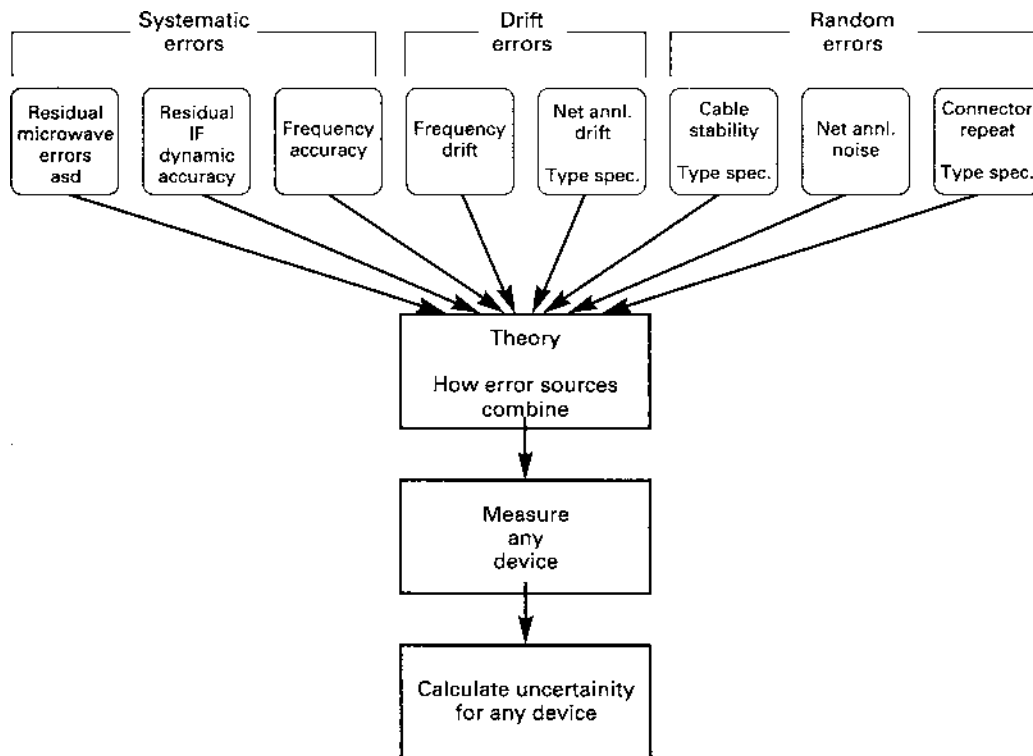 Systematic
errors
Drift
errors
Random
errors
Residual
microwave
errors
asd
Residual
IF
dynamic
accuracy
Frequency
accuracy
Frequency
drift
Net annl.
drift
Type spec.
Cable
stability
Type spec.
Net annl.
noise
Connector
repeat
Type spec.
Theory
How error sources
combine
Measure
any
device
Calculate uncertainity
for any device